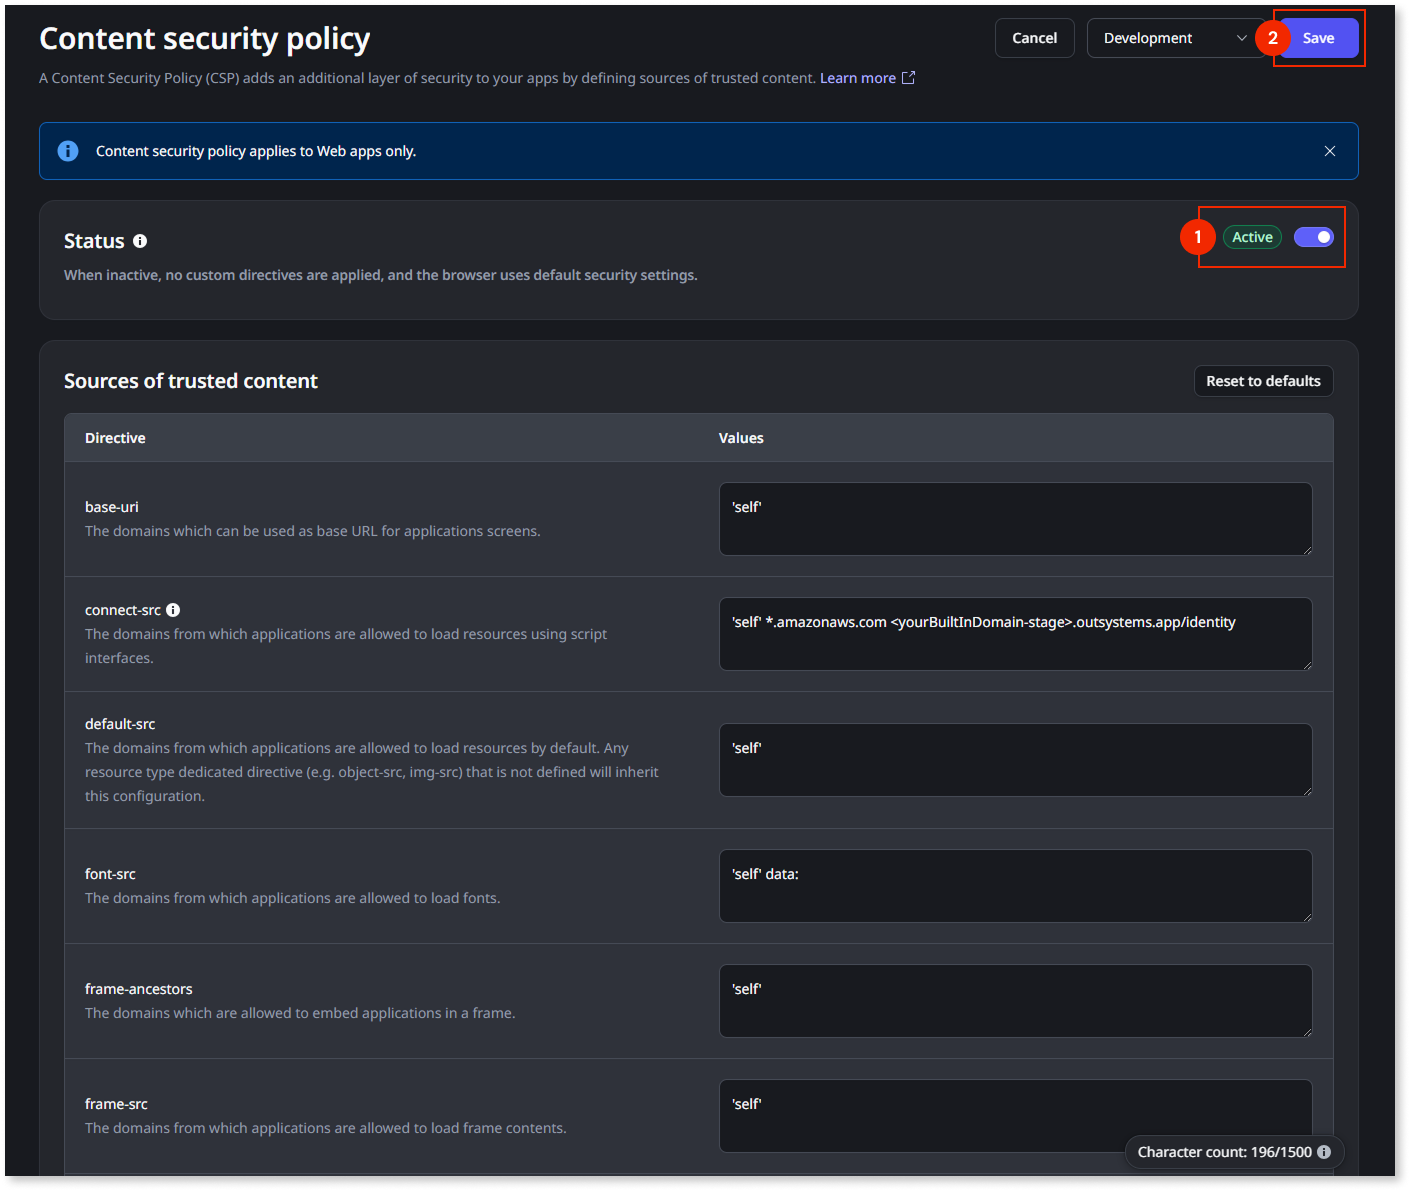 Content security policy
Cancel
Development
2
Save
A Content Security Policy (CSP) adds an additional layer of security to your apps by defining sources of trusted content. Learn more
Content security policy applies to Web apps only.
Status
1
Active
When inactive, no custom directives are applied, and the browser uses default security settings.
Sources of trusted content
Reset to defaults
Directive
Values
base-uri
The domains which can be used as base URL for applications screens.
'self'
connect-src
The domains from which applications are allowed to load resources using script
interfaces.
'self' *.amazonaws.com <yourBuiltInDomain-stage>.outsystems.app/identity
default-src
The domains from which applications are allowed to load resources by default. Any
resource type dedicated directive (e.g. object-src, img-src) that is not defined will inherit
this configuration.
'self'
font-src
The domains from which applications are allowed to load fonts.
'self' data:
frame-ancestors
The domains which are allowed to embed applications in a frame.
'self'
frame-src
The domains from which applications are allowed to load frame contents.
'self'
Character count: 196/1500